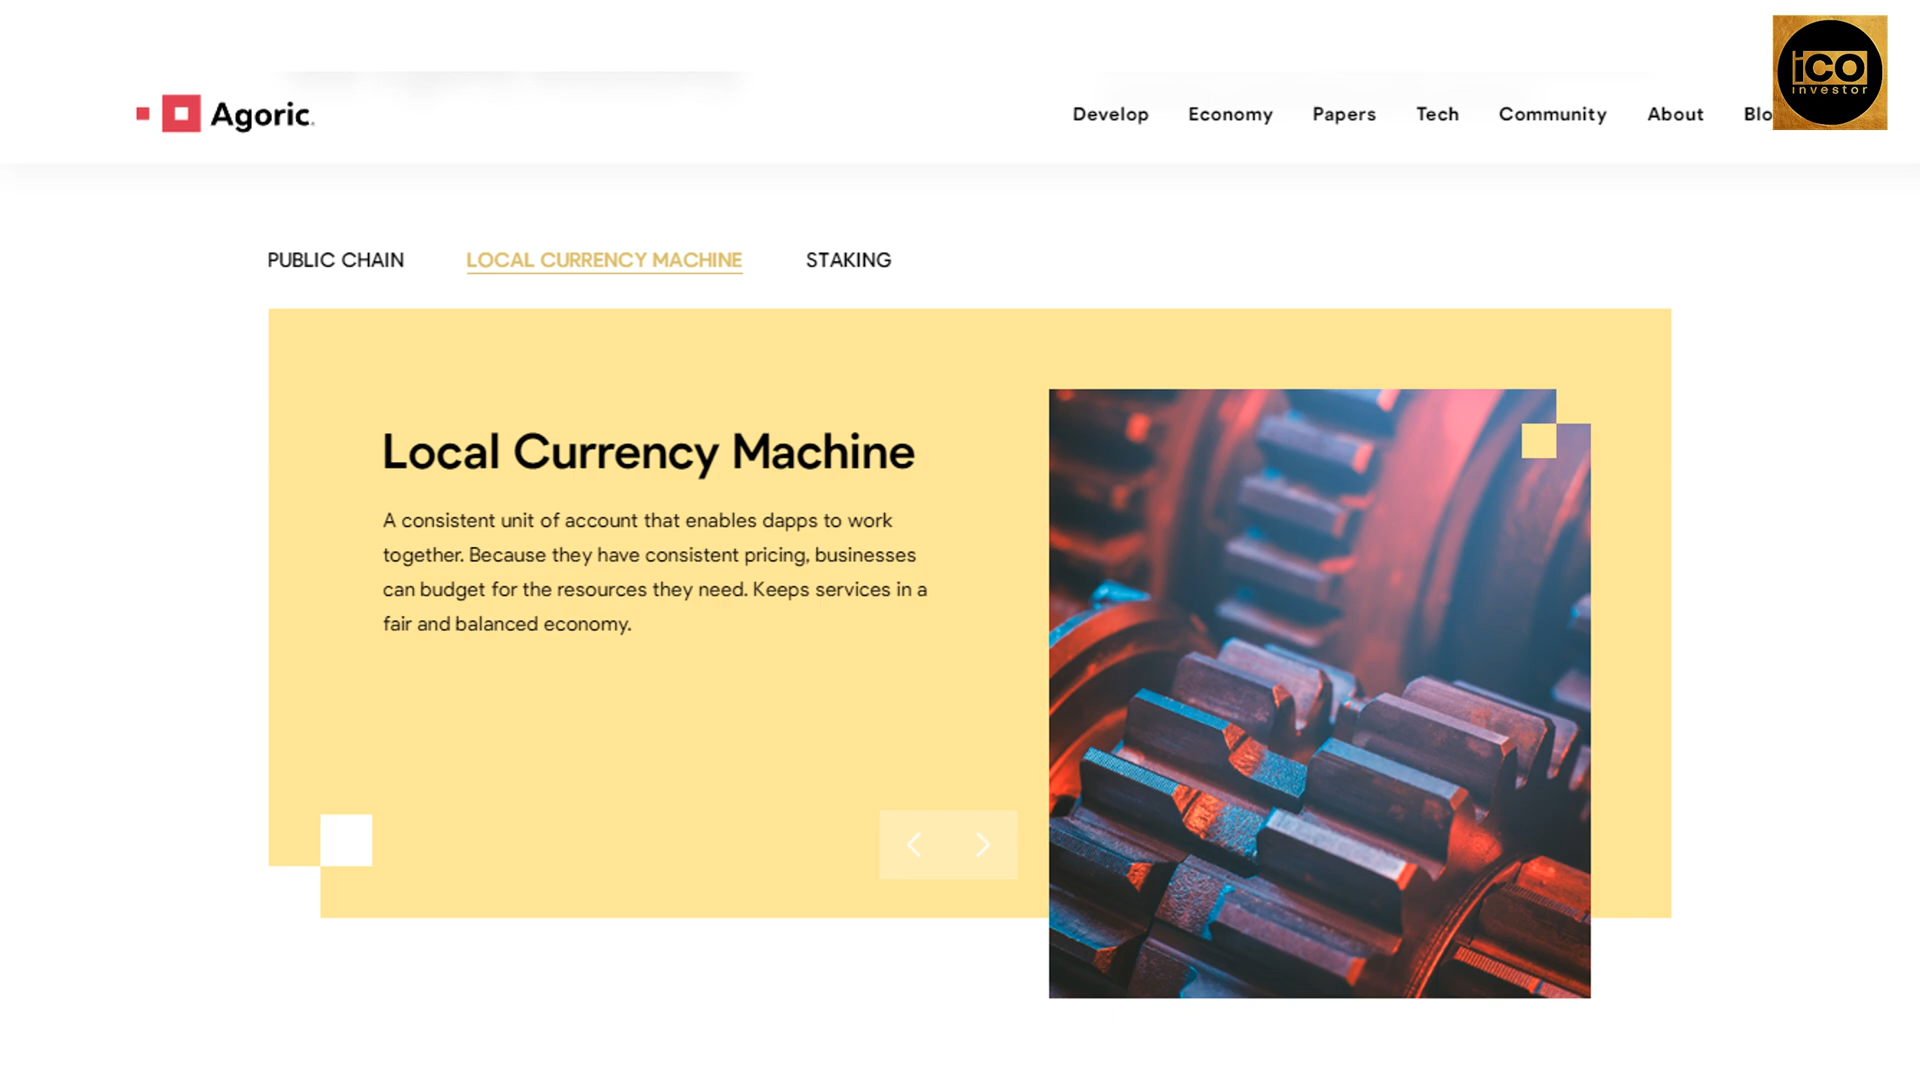 Agoric.
Develop Economy Papers Tech Community About Blo
iCO
investor
PUBLIC CHAIN LOCAL CURRENCY MACHINE STAKING
Local Currency Machine
A consistent unit of account that enables dapps to work
together. Because they have consistent pricing, businesses
can budget for the resources they need. Keeps services in a
fair and balanced economy.